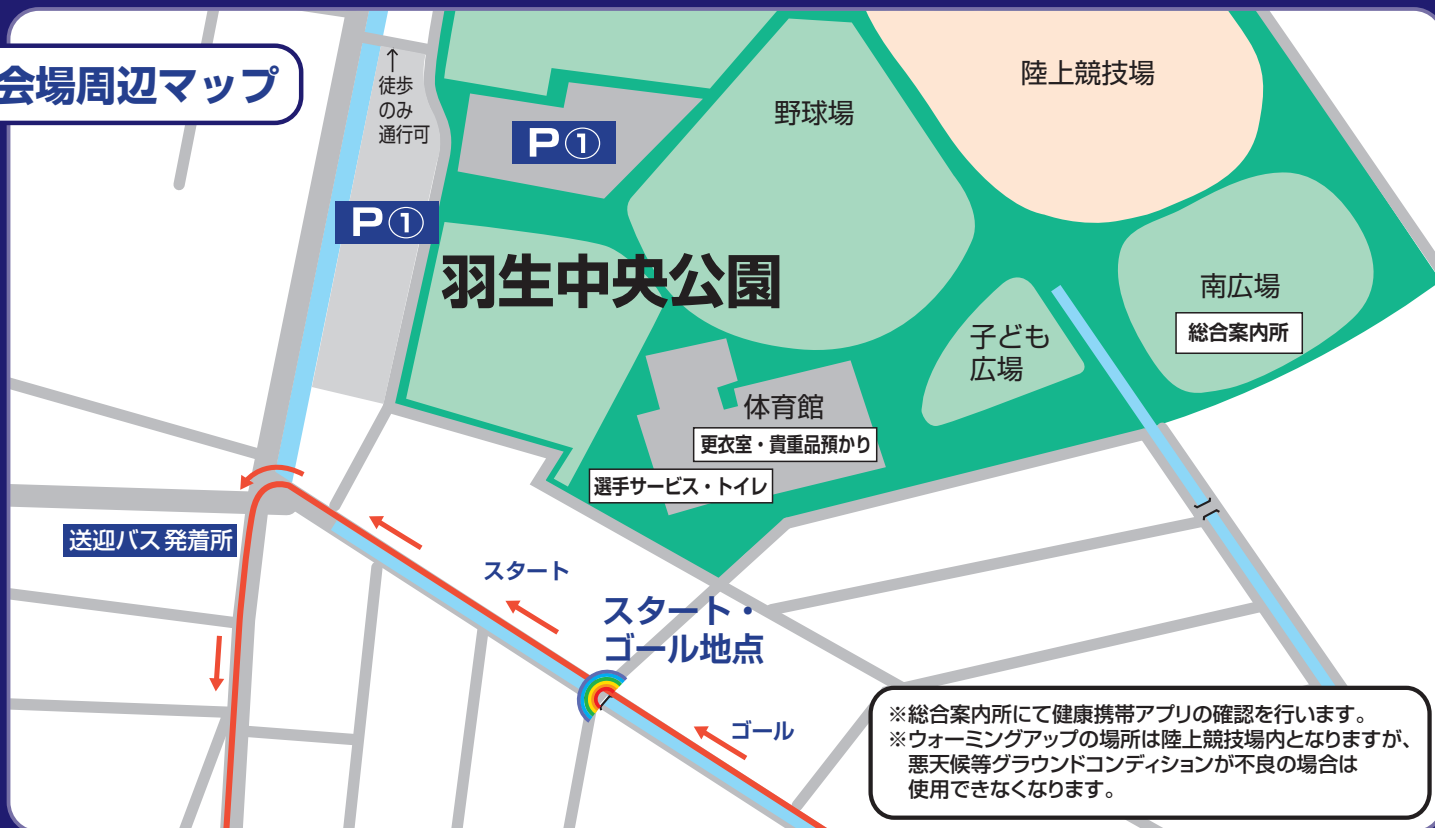 会場周辺マップ
↑
徒歩
のみ
通行可
P①
P①
野球場
陸上競技場
羽生中央公園
南広場
総合案内所
子ども
広場
体育館
更衣室・貴重品預かり
選手サービス・トイレ
送迎バス発着所
スタート
スタート・
ゴール地点
ゴール
※総合案内所にて健康携帯アプリの確認を行います。
※ウォーミングアップの場所は陸上競技場内となりますが、
悪天候等グラウンドコンディションが不良の場合は
使用できなくなります。